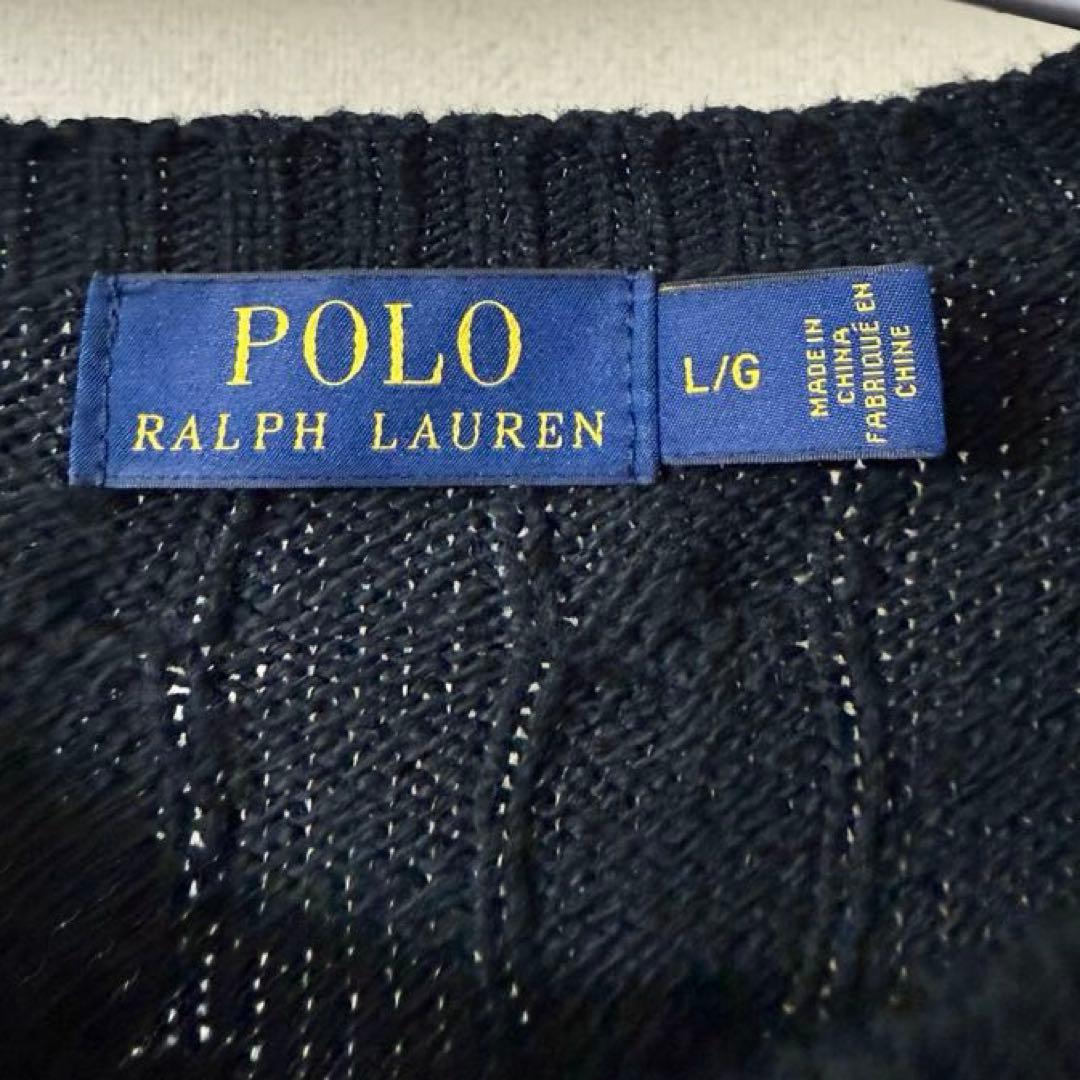 POLO
RALPH LAUREN
L/G
MADE IN
CHINA
FABRIQUÉ EN
CHINE